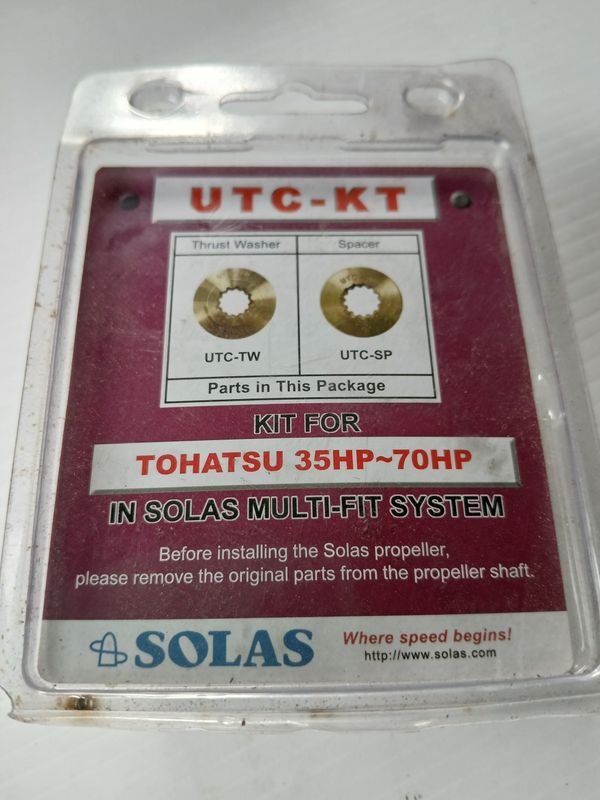 UTC-KT
Thrust Washer Spacer
UTC-TW UTC-SP
Parts in This Package
KIT FOR
TOHATSU 35HP~70HP
IN SOLAS MULTI-FIT SYSTEM
Before installing the Solas propeller,
please remove the original parts from the propeller shaft.
SOLAS Where speed begins!
http://www.solas.com